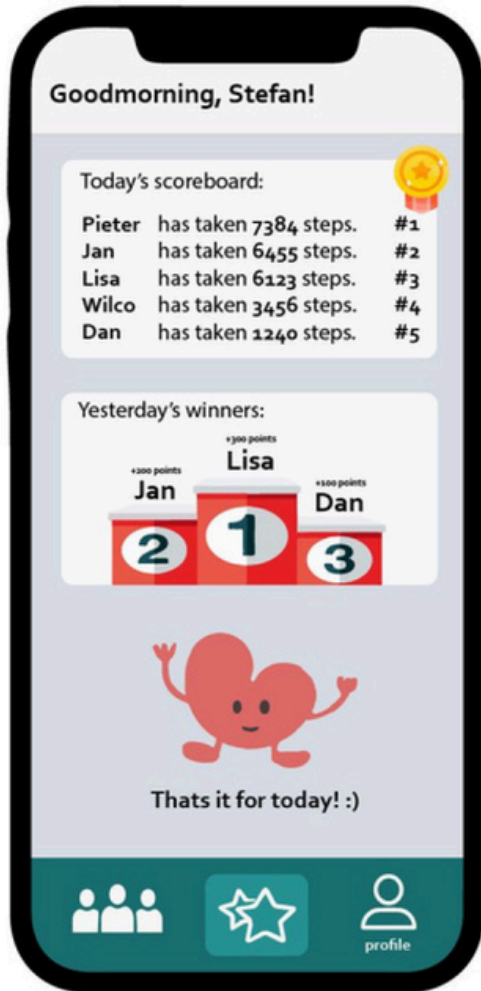 Goodmorning, Stefan!
Today's scoreboard:
Pieter has taken 7384 steps. #1
Jan has taken 6455 steps. #2
Lisa has taken 6123 steps. #3
Wilco has taken 3456 steps. #4
Dan has taken 1240 steps. #5
Yesterday's winners:
+300 points
Lisa
+200 points
Jan
+100 points
Dan
1
2
3
Thats it for today! :)
profile